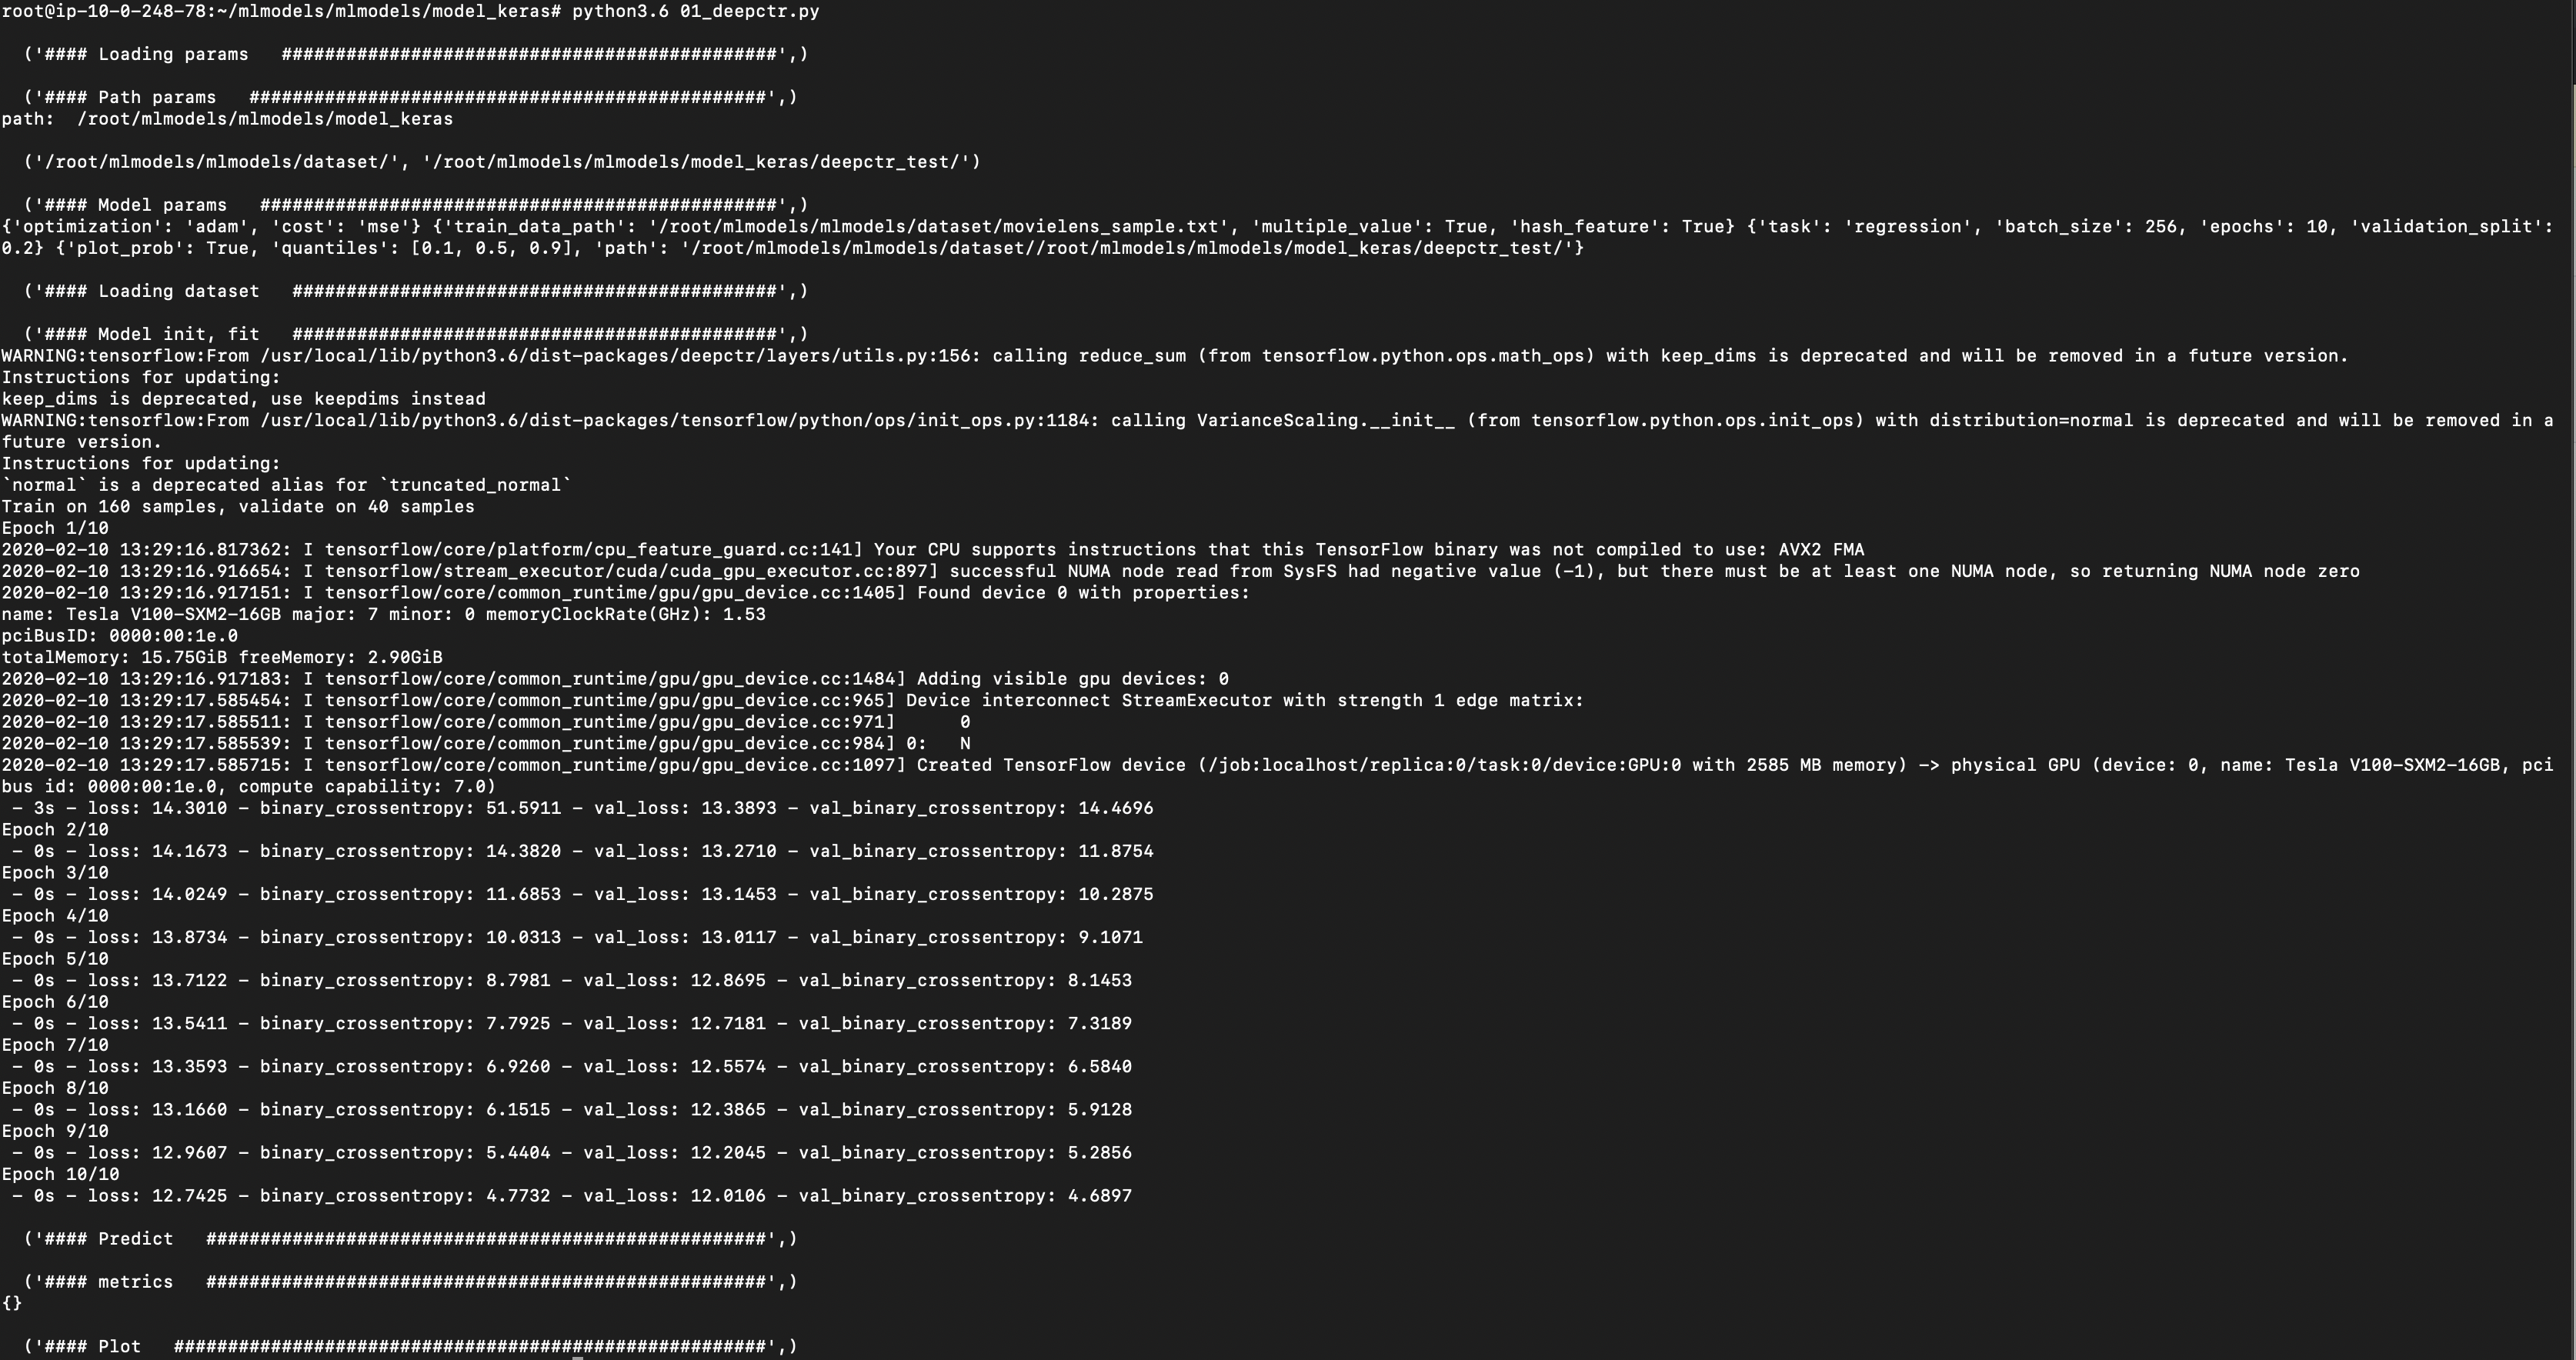 root@ip-10-0-248-78:~/mlmodels/mlmodels/model_keras# python3.6 01_deepctr.py
('#### Loading params   ##############################################',)
('#### Path params   ################################################',)
path:  /root/mlmodels/mlmodels/model_keras
('/root/mlmodels/mlmodels/dataset/', '/root/mlmodels/mlmodels/model_keras/deepctr_test/')
('#### Model params   ################################################',)
{'optimization': 'adam', 'cost': 'mse'} {'train_data_path': '/root/mlmodels/mlmodels/dataset/movielens_sample.txt', 'multiple_value': True, 'hash_feature': True} {'task': 'regression', 'batch_size': 256, 'epochs': 10, 'validation_split':
0.2} {'plot_prob': True, 'quantiles': [0.1, 0.5, 0.9], 'path': '/root/mlmodels/mlmodels/dataset//root/mlmodels/mlmodels/model_keras/deepctr_test/'}
('#### Loading dataset   #############################################',)
('#### Model init, fit   #############################################',)
WARNING:tensorflow:From /usr/local/lib/python3.6/dist-packages/deepctr/layers/utils.py:156: calling reduce_sum (from tensorflow.python.ops.math_ops) with keep_dims is deprecated and will be removed in a future version.
Instructions for updating:
keep_dims is deprecated, use keepdims instead
WARNING:tensorflow:From /usr/local/lib/python3.6/dist-packages/tensorflow/python/ops/init_ops.py:1184: calling VarianceScaling.__init__ (from tensorflow.python.ops.init_ops) with distribution=normal is deprecated and will be removed in a
future version.
Instructions for updating:
`normal` is a deprecated alias for `truncated_normal`
Train on 160 samples, validate on 40 samples
Epoch 1/10
2020-02-10 13:29:16.817362: I tensorflow/core/platform/cpu_feature_guard.cc:141] Your CPU supports instructions that this TensorFlow binary was not compiled to use: AVX2 FMA
2020-02-10 13:29:16.916654: I tensorflow/stream_executor/cuda/cuda_gpu_executor.cc:897] successful NUMA node read from SysFS had negative value (-1), but there must be at least one NUMA node, so returning NUMA node zero
2020-02-10 13:29:16.917151: I tensorflow/core/common_runtime/gpu/gpu_device.cc:1405] Found device 0 with properties:
name: Tesla V100-SXM2-16GB major: 7 minor: 0 memoryClockRate(GHz): 1.53
pciBusID: 0000:00:1e.0
totalMemory: 15.75GiB freeMemory: 2.90GiB
2020-02-10 13:29:16.917183: I tensorflow/core/common_runtime/gpu/gpu_device.cc:1484] Adding visible gpu devices: 0
2020-02-10 13:29:17.585454: I tensorflow/core/common_runtime/gpu/gpu_device.cc:965] Device interconnect StreamExecutor with strength 1 edge matrix:
2020-02-10 13:29:17.585511: I tensorflow/core/common_runtime/gpu/gpu_device.cc:971]      0
2020-02-10 13:29:17.585539: I tensorflow/core/common_runtime/gpu/gpu_device.cc:984] 0:   N
2020-02-10 13:29:17.585715: I tensorflow/core/common_runtime/gpu/gpu_device.cc:1097] Created TensorFlow device (/job:localhost/replica:0/task:0/device:GPU:0 with 2585 MB memory) -> physical GPU (device: 0, name: Tesla V100-SXM2-16GB, pci
bus id: 0000:00:1e.0, compute capability: 7.0)
 - 3s - loss: 14.3010 - binary_crossentropy: 51.5911 - val_loss: 13.3893 - val_binary_crossentropy: 14.4696
Epoch 2/10
 - 0s - loss: 14.1673 - binary_crossentropy: 14.3820 - val_loss: 13.2710 - val_binary_crossentropy: 11.8754
Epoch 3/10
 - 0s - loss: 14.0249 - binary_crossentropy: 11.6853 - val_loss: 13.1453 - val_binary_crossentropy: 10.2875
Epoch 4/10
 - 0s - loss: 13.8734 - binary_crossentropy: 10.0313 - val_loss: 13.0117 - val_binary_crossentropy: 9.1071
Epoch 5/10
 - 0s - loss: 13.7122 - binary_crossentropy: 8.7981 - val_loss: 12.8695 - val_binary_crossentropy: 8.1453
Epoch 6/10
 - 0s - loss: 13.5411 - binary_crossentropy: 7.7925 - val_loss: 12.7181 - val_binary_crossentropy: 7.3189
Epoch 7/10
 - 0s - loss: 13.3593 - binary_crossentropy: 6.9260 - val_loss: 12.5574 - val_binary_crossentropy: 6.5840
Epoch 8/10
 - 0s - loss: 13.1660 - binary_crossentropy: 6.1515 - val_loss: 12.3865 - val_binary_crossentropy: 5.9128
Epoch 9/10
 - 0s - loss: 12.9607 - binary_crossentropy: 5.4404 - val_loss: 12.2045 - val_binary_crossentropy: 5.2856
Epoch 10/10
 - 0s - loss: 12.7425 - binary_crossentropy: 4.7732 - val_loss: 12.0106 - val_binary_crossentropy: 4.6897
('#### Predict   ####################################################',)
('#### metrics   ####################################################',)
{}
('#### Plot   #######################################################',)